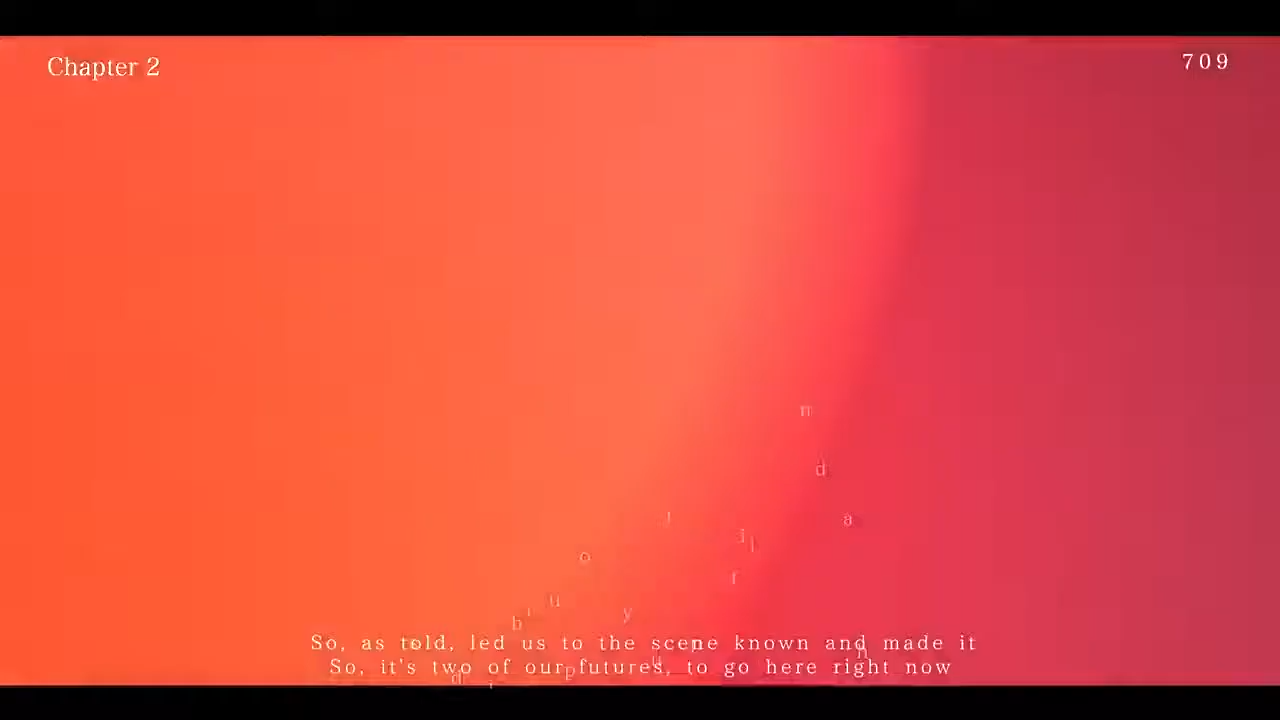 Chapter 2
709
m
d
a
o
r
u
y
b
So, as told, led us to the scene known and made it
So, it's two of our futures, to go here right now